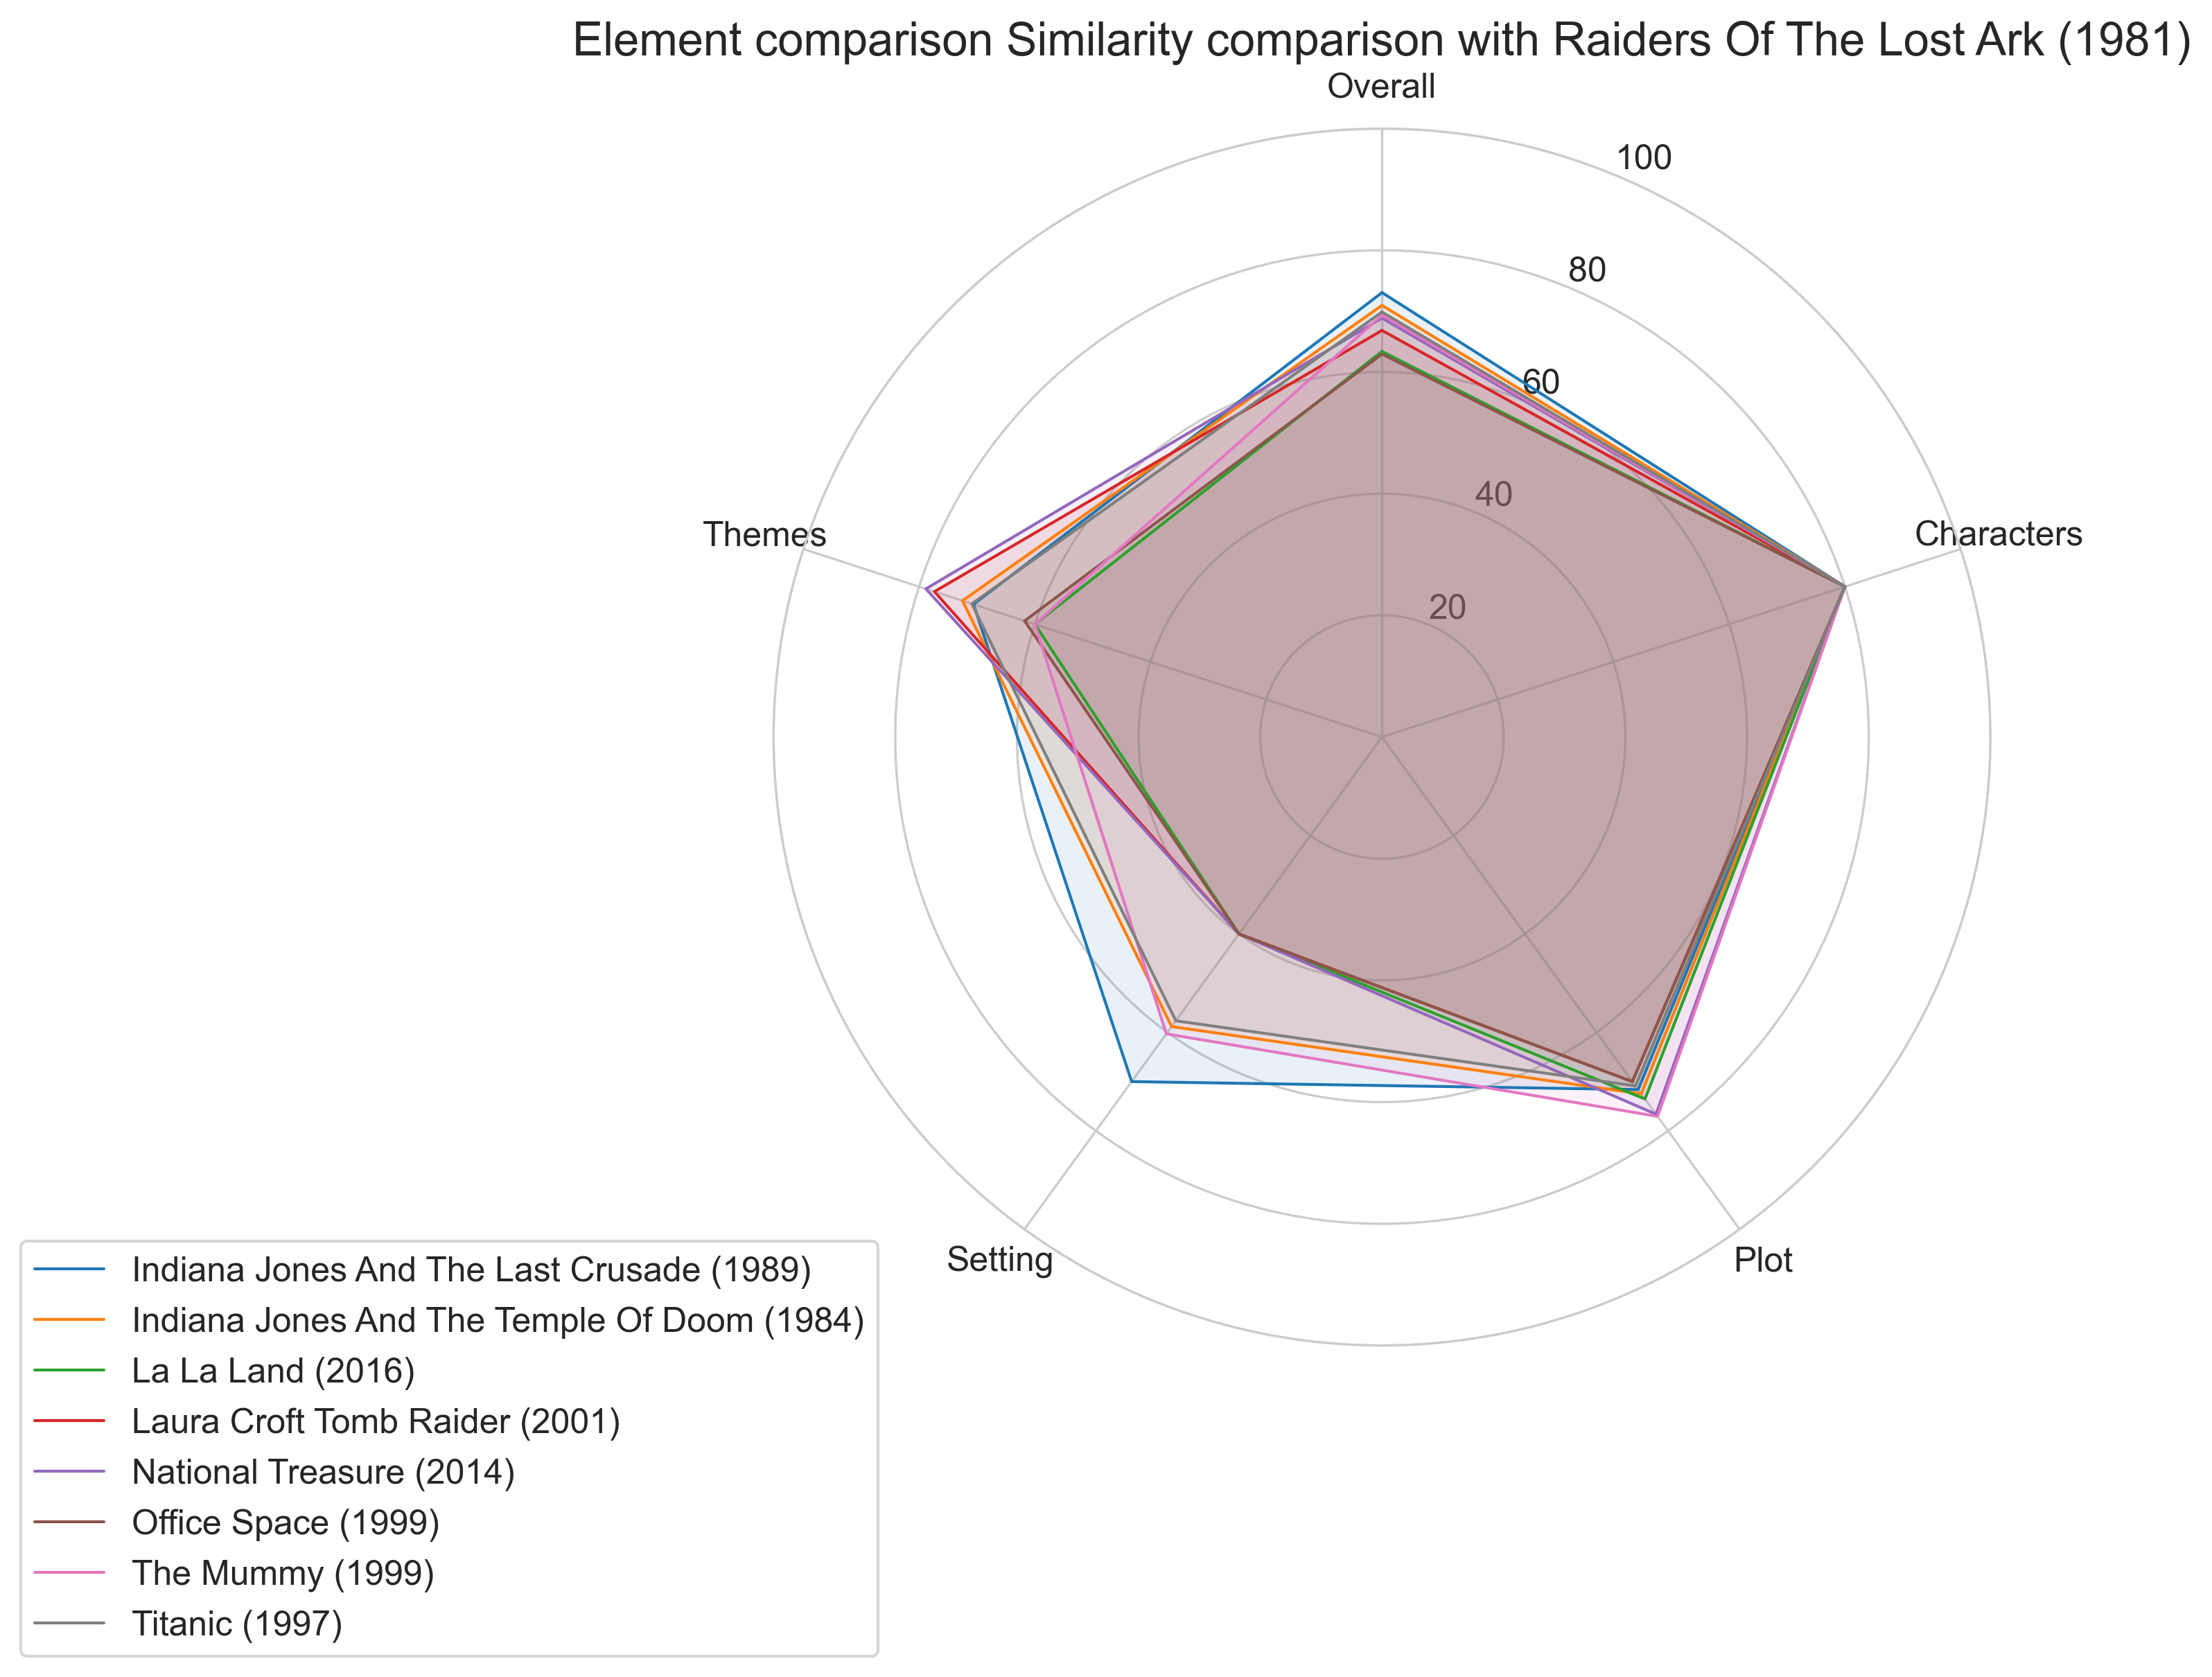 Element comparison Similarity comparison with Raiders Of The Lost Ark (1981)
Overall
100
80
60
40
20
Themes
Characters
Setting
Plot
Indiana Jones And The Last Crusade (1989)
Indiana Jones And The Temple Of Doom (1984)
La La Land (2016)
Laura Croft Tomb Raider (2001)
National Treasure (2014)
Office Space (1999)
The Mummy (1999)
Titanic (1997)